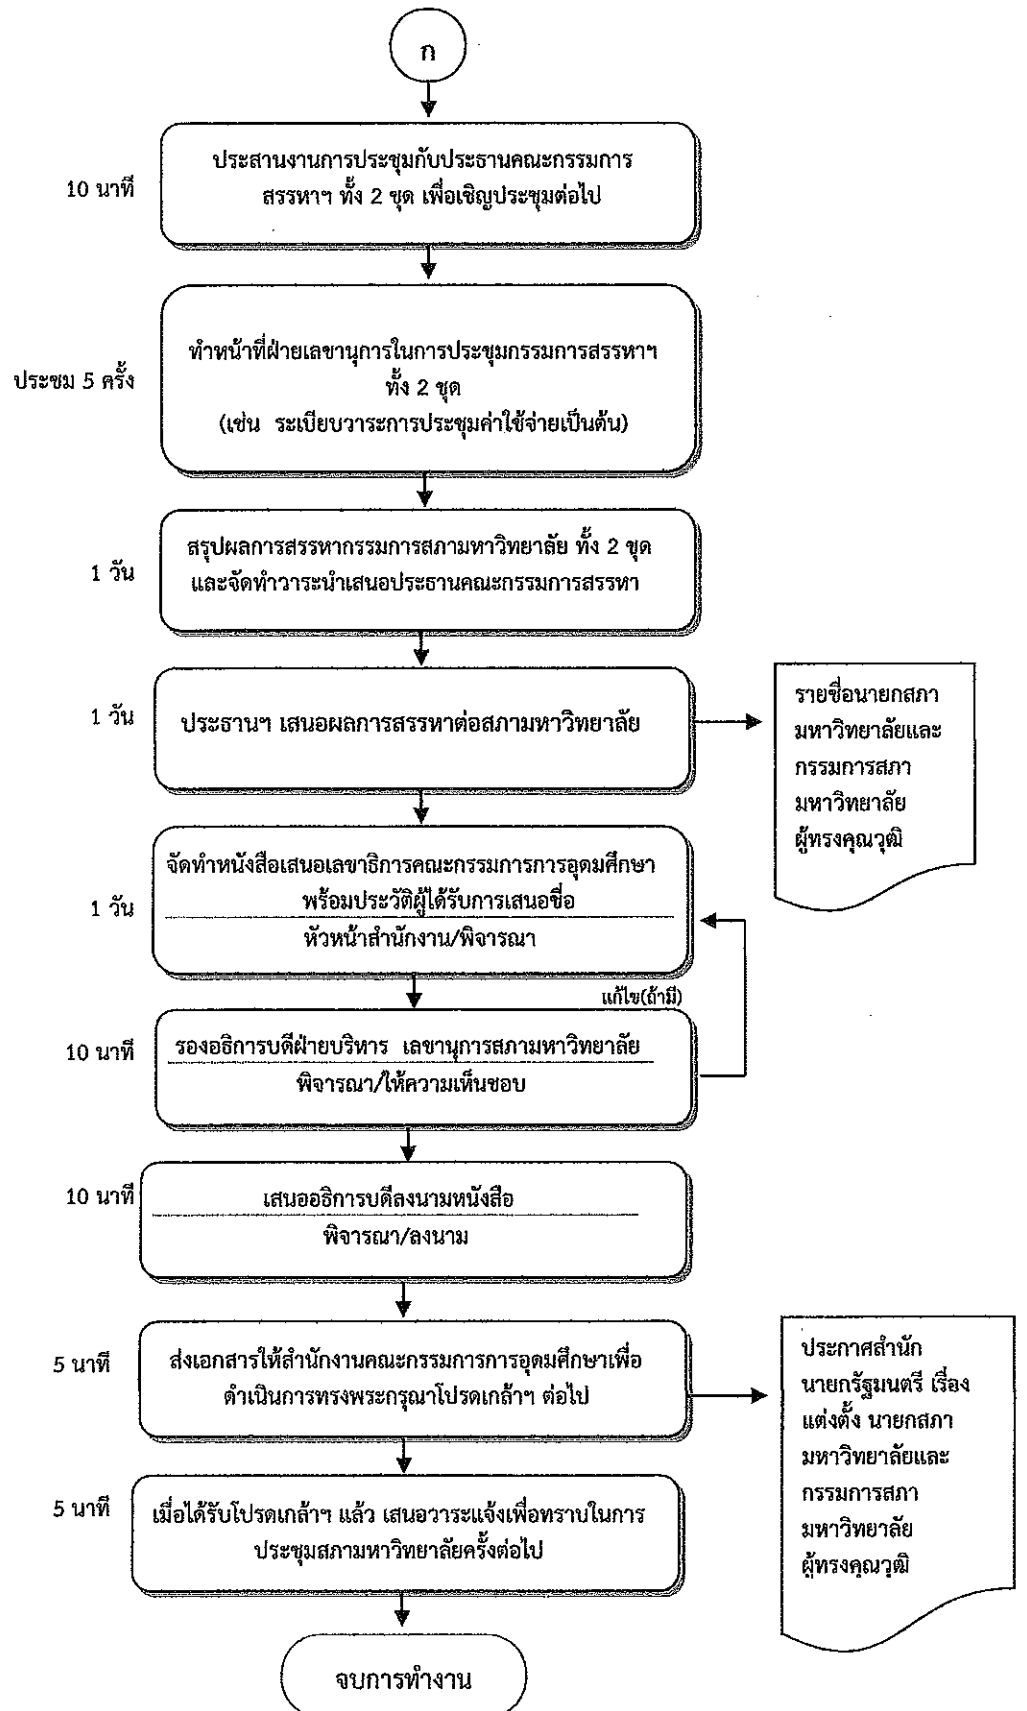 ก
10 นาที
ประสานงานการประชุมกับประธานคณะกรรมการ
สรรหาฯ ทั้ง 2 ชุด เพื่อเชิญประชุมต่อไป
ประชม 5 ครั้ง
ทำหน้าที่ฝ่ายเลขานุการในการประชุมกรรมการสรรหาฯ
ทั้ง 2 ชุด
(เช่น ระเบียบวาระการประชุมค่าใช้จ่ายเป็นต้น)
1 วัน
สรุปผลการสรรหากรรมการสภามหาวิทยาลัย ทั้ง 2 ชุด
และจัดทำวาระนำเสนอประธานคณะกรรมการสรรหา
1 วัน
ประธานฯ เสนอผลการสรรหาต่อสภามหาวิทยาลัย
รายชื่อนายกสภา
มหาวิทยาลัยและ
กรรมการสภา
มหาวิทยาลัย
ผู้ทรงคุณวุฒิ
1 วัน
จัดทำหนังสือเสนอเลขาธิการคณะกรรมการการอุดมศึกษา
พร้อมประวัติผู้ได้รับการเสนอชื่อ
หัวหน้าสำนักงาน/พิจารณา
แก้ไข(ถ้ามี)
10 นาที
รองอธิการบดีฝ่ายบริหาร เลขานุการสภามหาวิทยาลัย
พิจารณา/ให้ความเห็นชอบ
10 นาที
เสนออธิการบดีลงนามหนังสือ
พิจารณา/ลงนาม
5 นาที
ส่งเอกสารให้สำนักงานคณะกรรมการการอุดมศึกษาเพื่อ
ดำเนินการทรงพระกรุณาโปรดเกล้าฯ ต่อไป
ประกาศสำนัก
นายกรัฐมนตรี เรื่อง
แต่งตั้ง นายกสภา
มหาวิทยาลัยและ
กรรมการสภา
มหาวิทยาลัย
ผู้ทรงคุณวุฒิ
5 นาที
เมื่อได้รับโปรดเกล้าฯ แล้ว เสนอวาระแจ้งเพื่อทราบในการ
ประชุมสภามหาวิทยาลัยครั้งต่อไป
จบการทำงาน